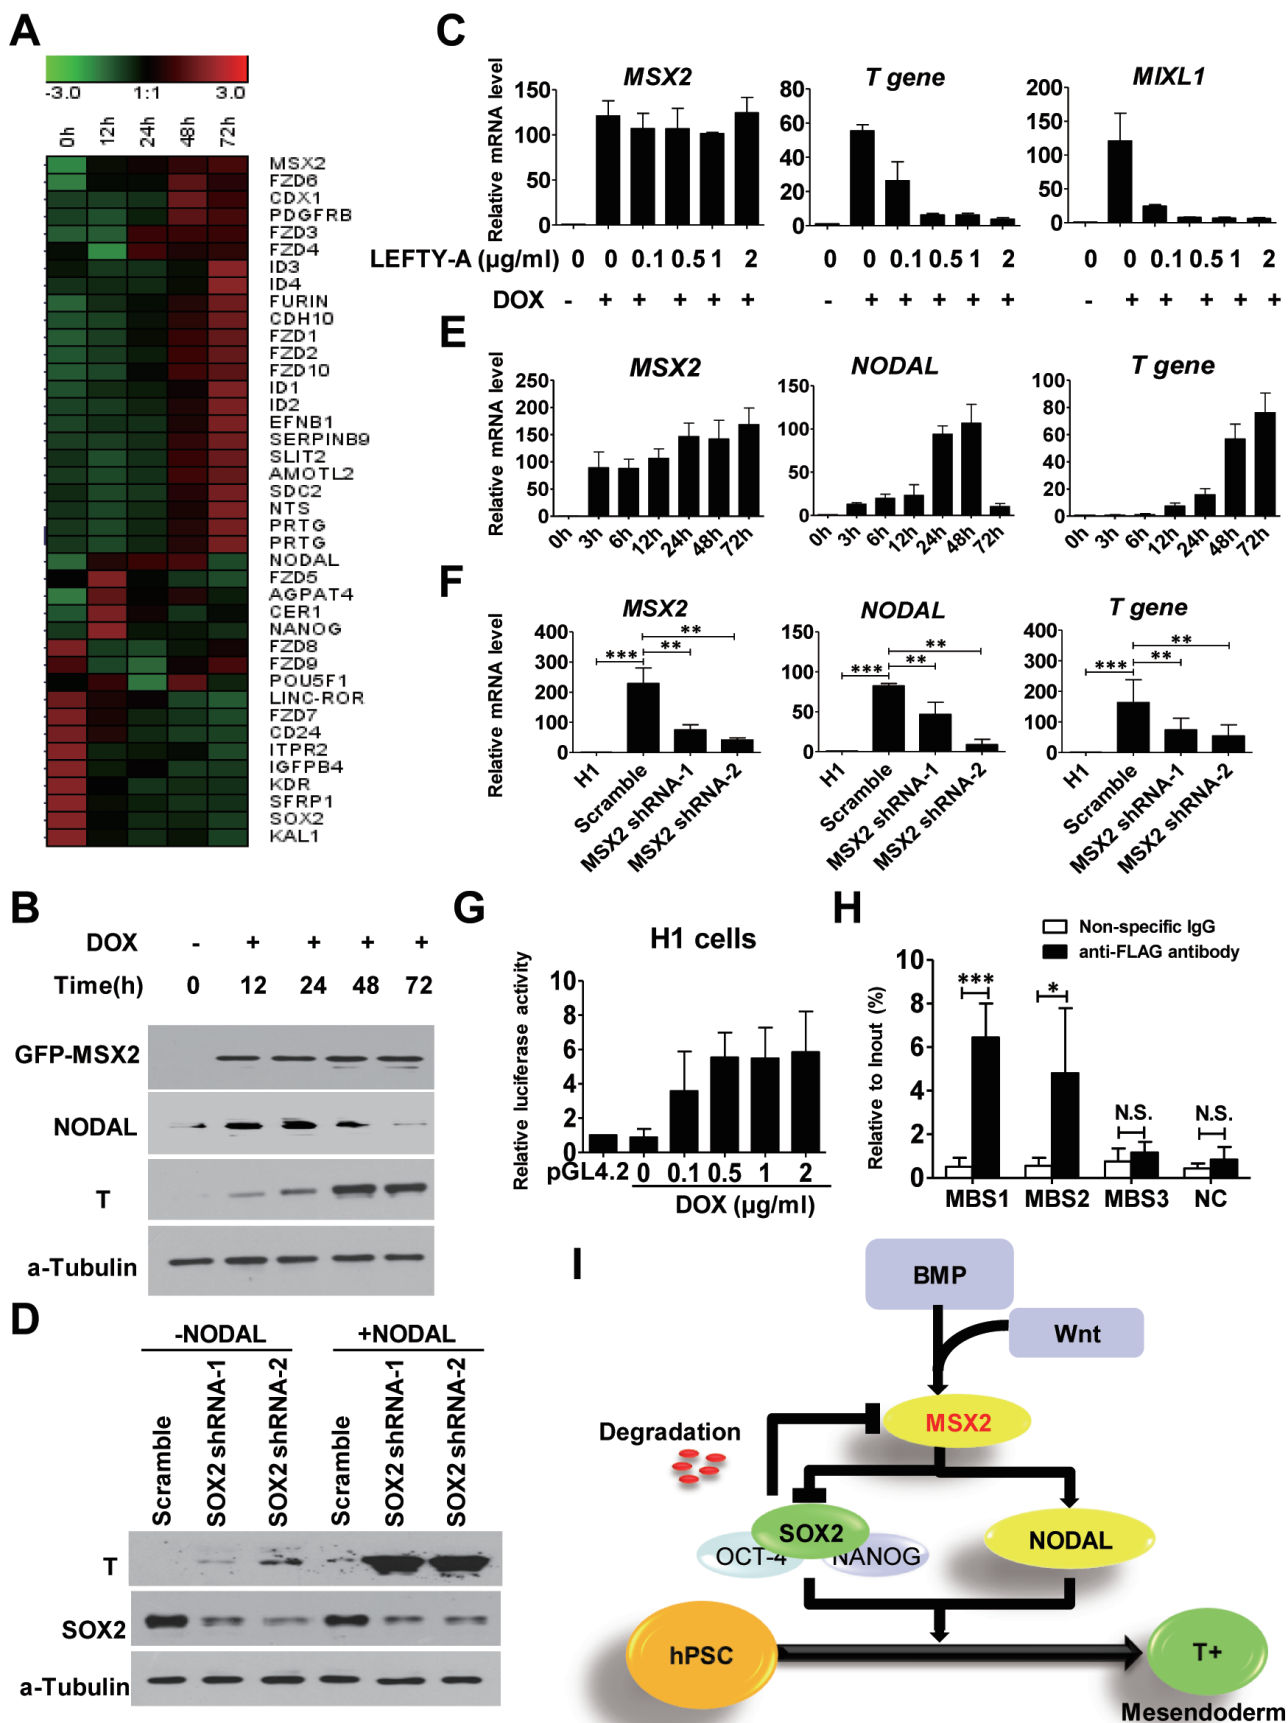 A
-3.0 1:1 3.0
0h 12h 24h 48h 72h
MSX2
FZD6
CDX1
PDGFRB
FZD3
FZD4
ID3
ID4
FURIN
CDH10
FZD1
FZD2
FZD10
ID1
ID2
EFNB1
SERPINB9
SLIT2
AMOTL2
SDC2
NTS
PRTG
PRTG
NODAL
FZD5
AGPAT4
CER1
NANOG
FZD8
FZD9
POU5F1
LINC-ROR
FZD7
CD24
ITPR2
IGFPB4
KDR
SFRP1
SOX2
KAL1
B
DOX - + + + +
Time(h) 0 12 24 48 72
GFP-MSX2
NODAL
T
a-Tubulin
C
Relative mRNA level
MSX2
150
100
50
0
T gene
80
60
40
20
0
MIXL1
200
150
100
50
0
LEFTY-A (µg/ml) 0 0 0.1 0.5 1 2 0 0 0.1 0.5 1 2 0 0 0.1 0.5 1 2
DOX - + + + + + - + + + + + - + + + + +
D
-NODAL +NODAL
Scramble
SOX2 shRNA-1
SOX2 shRNA-2
Scramble
SOX2 shRNA-1
SOX2 shRNA-2
T
SOX2
a-Tubulin
E
Relative mRNA level
MSX2
250
200
150
100
50
0
0h 3h 6h 12h 24h 48h 72h
NODAL
150
100
50
0
0h 3h 6h 12h 24h 48h 72h
T gene
100
80
60
40
20
0
0h 3h 6h 12h 24h 48h 72h
F
Relative mRNA level
MSX2
400
300
200
100
0
*** ** **
H1
Scramble
MSX2 shRNA-1
MSX2 shRNA-2
NODAL
150
100
50
0
*** ** **
H1
Scramble
MSX2 shRNA-1
MSX2 shRNA-2
T gene
400
300
200
100
0
*** ** **
H1
Scramble
MSX2 shRNA-1
MSX2 shRNA-2
G
H1 cells
Relative luciferase activity
10
8
6
4
2
0
pGL4.2 0 0.1 0.5 1 2
DOX (µg/ml)
H
Non-specific IgG
anti-FLAG antibody
Relative to Inout (%)
10
8
6
4
2
0
*** * N.S. N.S.
MBS1 MBS2 MBS3 NC
I
BMP
Wnt
MSX2
Degradation
SOX2
OCT-4 NANOG
NODAL
hPSC
T+
Mesendoderm